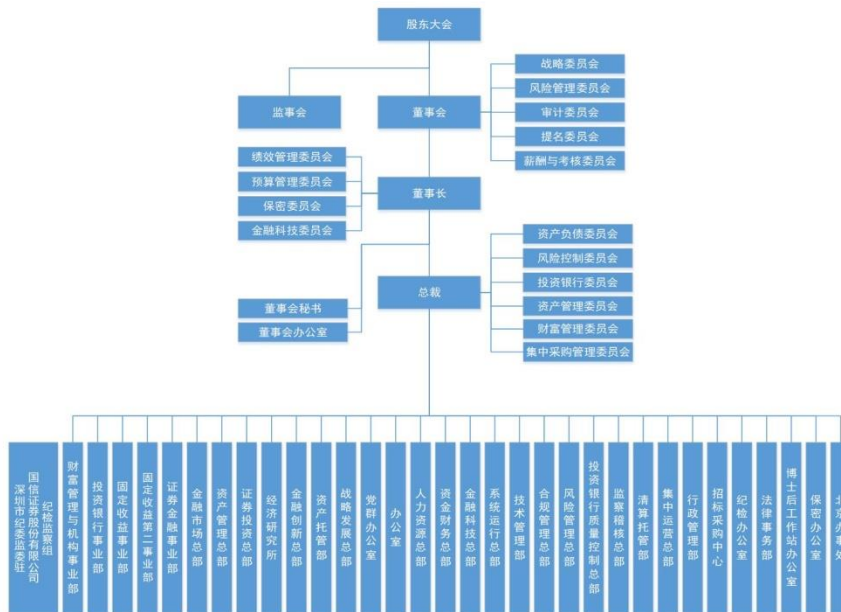 股东大会
监事会
董事会
战略委员会
风险管理委员会
审计委员会
提名委员会
薪酬与考核委员会
绩效管理委员会
预算管理委员会
保密委员会
金融科技委员会
董事长
董事会秘书
董事会办公室
总裁
资产负债委员会
风险控制委员会
投资银行委员会
资产管理委员会
财富管理委员会
集中采购管理委员会
深圳市纪委监委驻
国信证券股份有限公司
纪检监察组
财富管理与机构事业部
投资银行事业部
固定收益事业部
固定收益第二事业部
证券金融事业部
金融市场总部
资产管理总部
证券投资总部
经济研究所
金融创新总部
资产托管部
战略发展总部
党群办公室
办公室
人力资源总部
资金财务总部
金融科技总部
系统运行总部
技术管理部
合规管理总部
风险管理总部
投资银行质量控制总部
监察稽核总部
清算托管部
集中运营总部
行政管理部
招标采购中心
纪检办公室
法律事务部
博士后工作站办公室
保密办公室
北京办事处